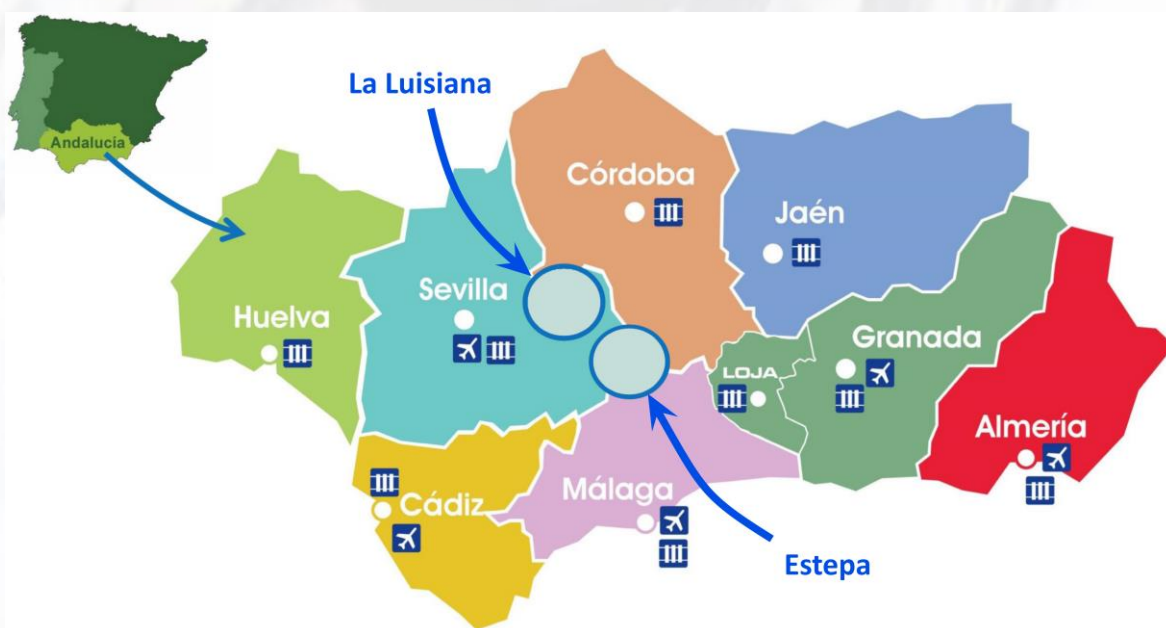 La Luisiana
Andalucía
Córdoba
Jaén
Sevilla
Huelva
Granada
LOJA
Almería
Málaga
Cádiz
Estepa